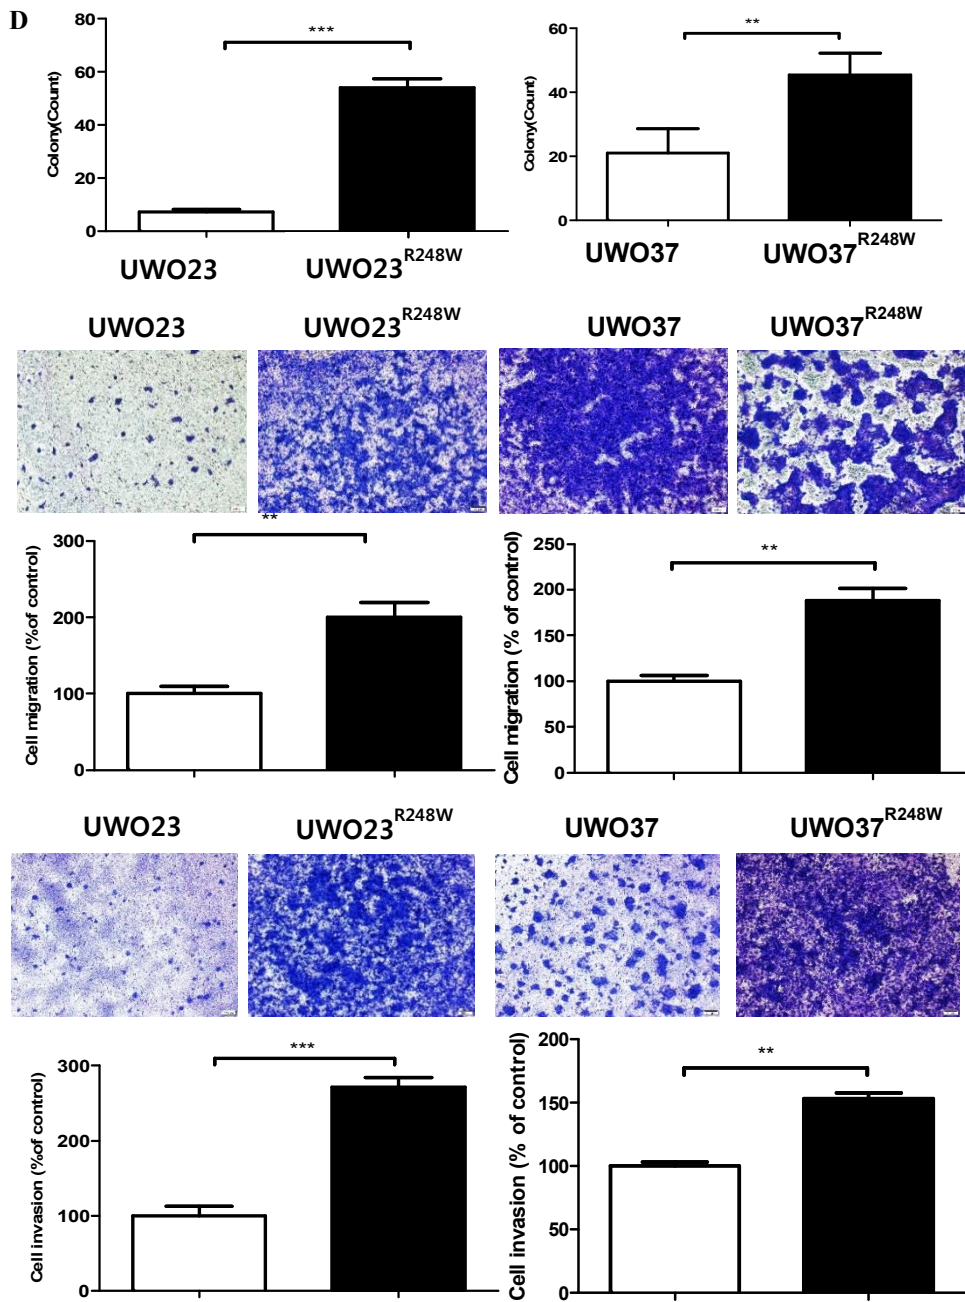 D
***
Colony(Count)
80
60
40
20
0
UWO23
UWO23R248W
**
Colony(Count)
60
40
20
0
UWO37
UWO37R248W
UWO23
UWO23R248W
UWO37
UWO37R248W
**
Cell migration (%of control)
300
200
100
0
**
Cell migration (% of control)
250
200
150
100
50
0
UWO23
UWO23R248W
UWO37
UWO37R248W
***
Cell invasion (%of control)
300
200
100
0
**
Cell invasion (% of control)
200
150
100
50
0